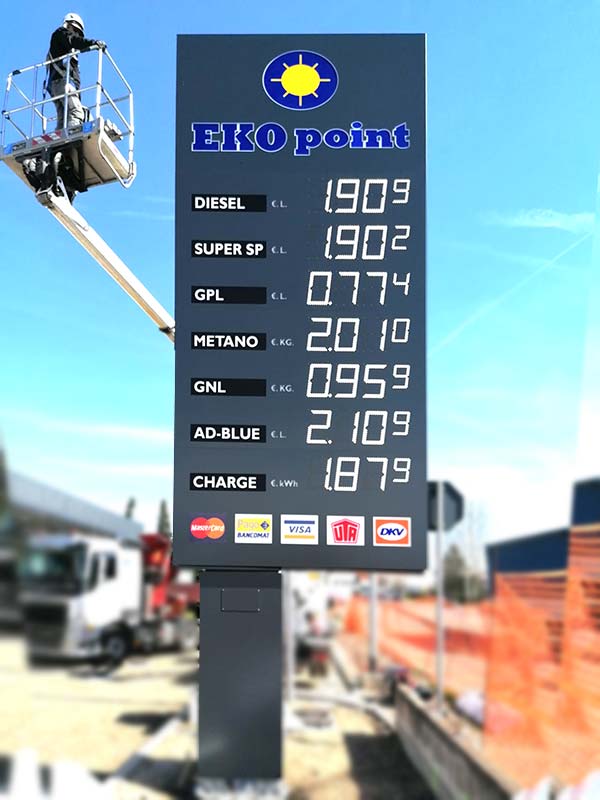 EKO point
DIESEL €.L. 1.909
SUPER SP €.L. 1.902
GPL €.L. 0.774
METANO €.KG. 2.010
GNL €.KG. 0.959
AD-BLUE €.L. 2.109
CHARGE €.kWh 1.879
MasterCard Pago BANCOMAT VISA UTA DKV